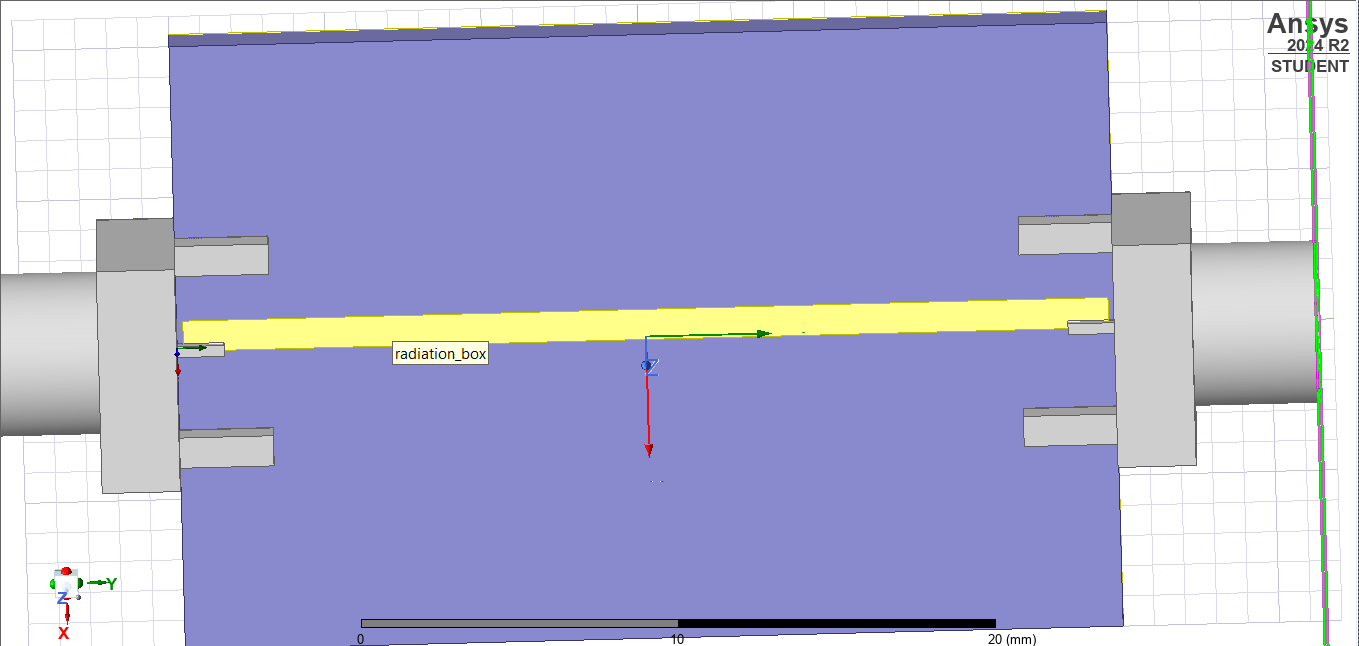 Ansys
2024 R2
STUDENT
radiation_box
Z
Y
Z
X
0
10
20 (mm)